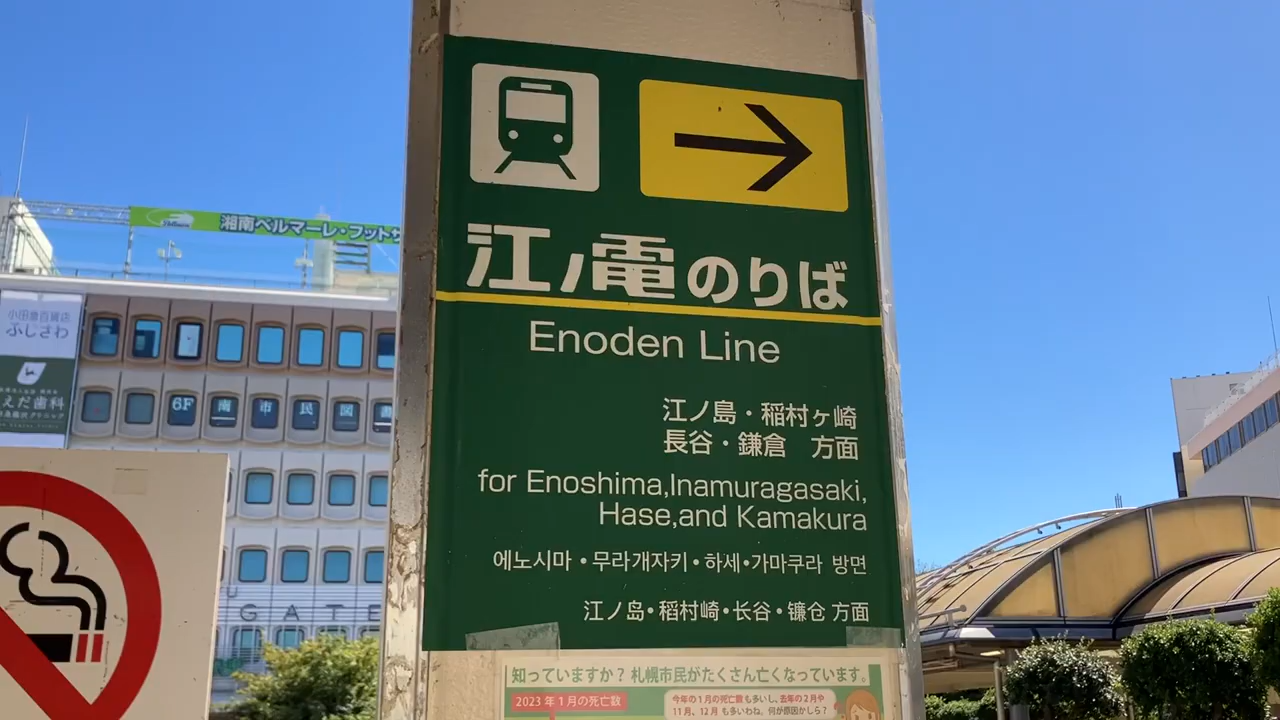 江ノ電のりば
Enoden Line
江ノ島・稲村ヶ崎
長谷・鎌倉 方面
for Enoshima,Inamuragasaki,
Hase,and Kamakura
에노시마・무라개자키・하세・가마쿠라 방면
江ノ岛・稻村崎・长谷・镰仓 方面
知っていますか？札幌市民がたくさん亡くなっています。
2023年1月の死亡数
今年の1月の死亡数も多いし、去年の2月や
11月、12月も多いわね。何が原因かしら？
湘南ベルマーレ・フットサ
小田急百貨店
ふじさわ
えだ歯科
6F南市民図書
GATE